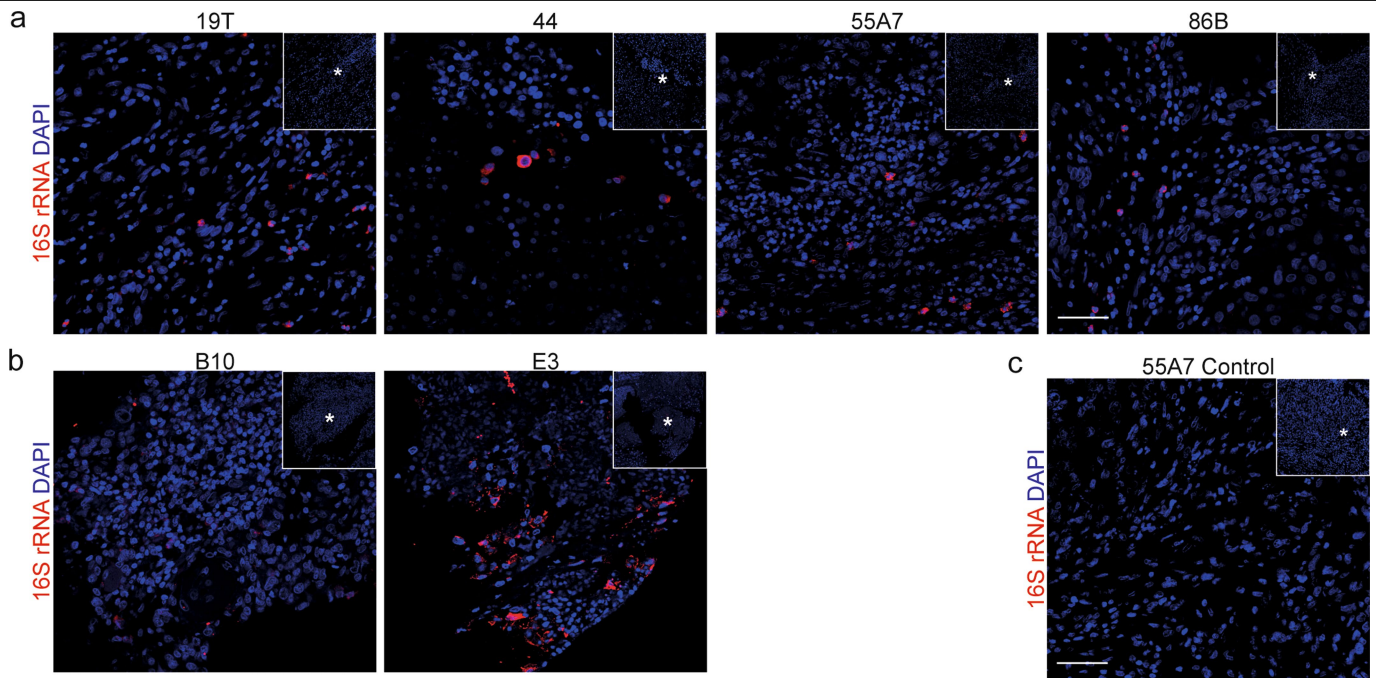 a
19T
44
55A7
86B
16S rRNA DAPI
*
*
*
*
b
B10
E3
16S rRNA DAPI
*
*
c
55A7 Control
16S rRNA DAPI
*